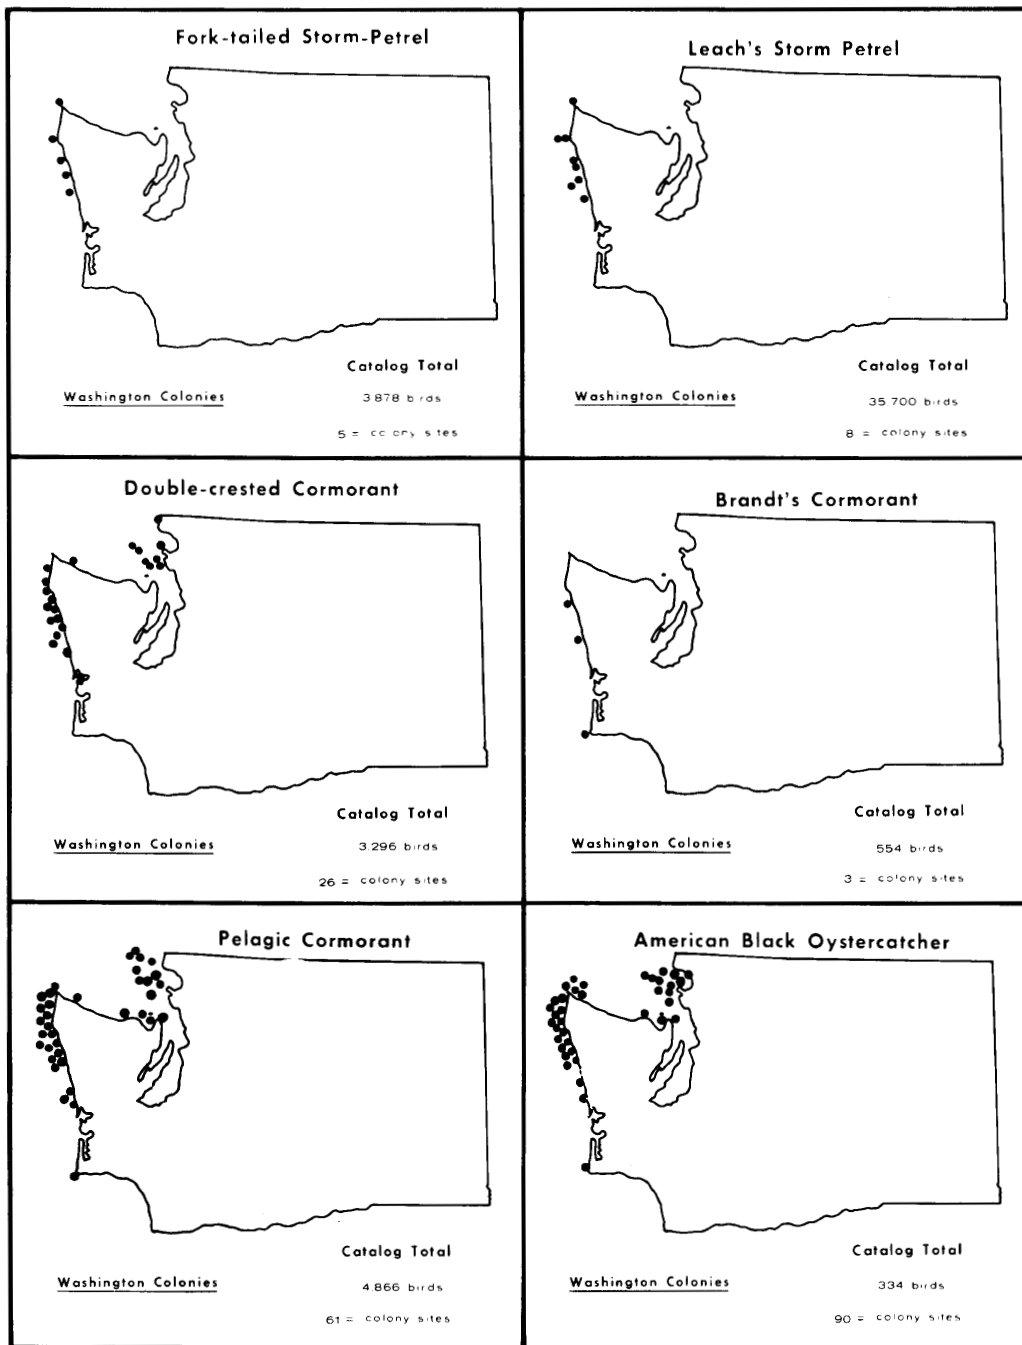 Fork-tailed Storm-Petrel
Catalog Total
Washington Colonies
3 878 birds
5 = colony sites
Leach's Storm Petrel
Catalog Total
Washington Colonies
35 700 birds
8 = colony sites
Double-crested Cormorant
Catalog Total
Washington Colonies
3.296 birds
26 = colony sites
Brandt's Cormorant
Catalog Total
Washington Colonies
554 birds
3 = colony sites
Pelagic Cormorant
Catalog Total
Washington Colonies
4.866 birds
61 = colony sites
American Black Oystercatcher
Catalog Total
Washington Colonies
334 birds
90 = colony sites